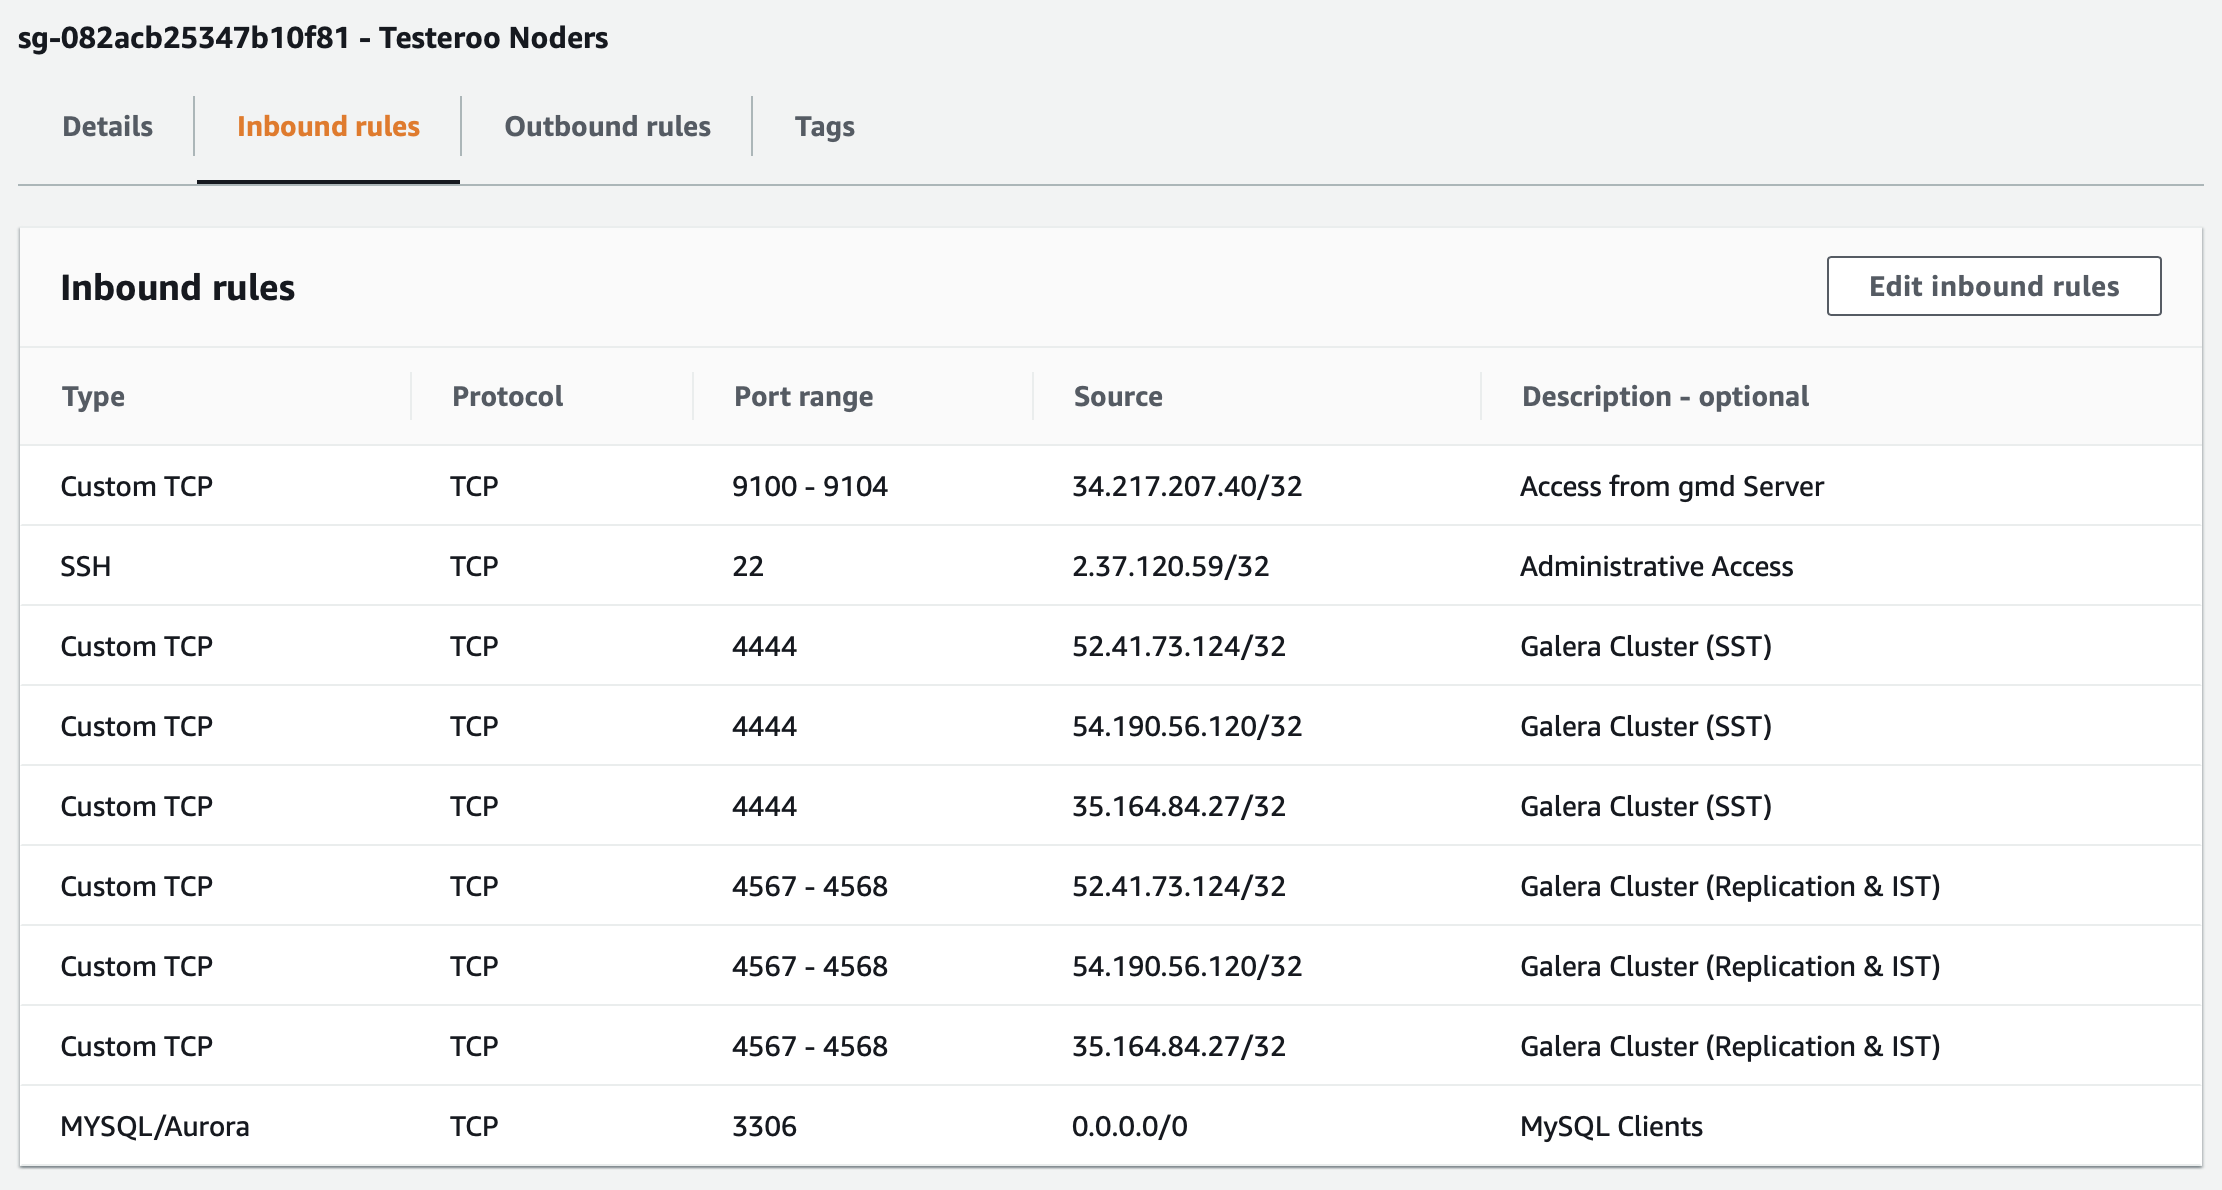 sg-082acb25347b10f81 - Testeroo Noders
Details Inbound rules Outbound rules Tags
Inbound rules Edit inbound rules
Type Protocol Port range Source Description - optional
Custom TCP TCP 9100 - 9104 34.217.207.40/32 Access from gmd Server
SSH TCP 22 2.37.120.59/32 Administrative Access
Custom TCP TCP 4444 52.41.73.124/32 Galera Cluster (SST)
Custom TCP TCP 4444 54.190.56.120/32 Galera Cluster (SST)
Custom TCP TCP 4444 35.164.84.27/32 Galera Cluster (SST)
Custom TCP TCP 4567 - 4568 52.41.73.124/32 Galera Cluster (Replication & IST)
Custom TCP TCP 4567 - 4568 54.190.56.120/32 Galera Cluster (Replication & IST)
Custom TCP TCP 4567 - 4568 35.164.84.27/32 Galera Cluster (Replication & IST)
MYSQL/Aurora TCP 3306 0.0.0.0/0 MySQL Clients